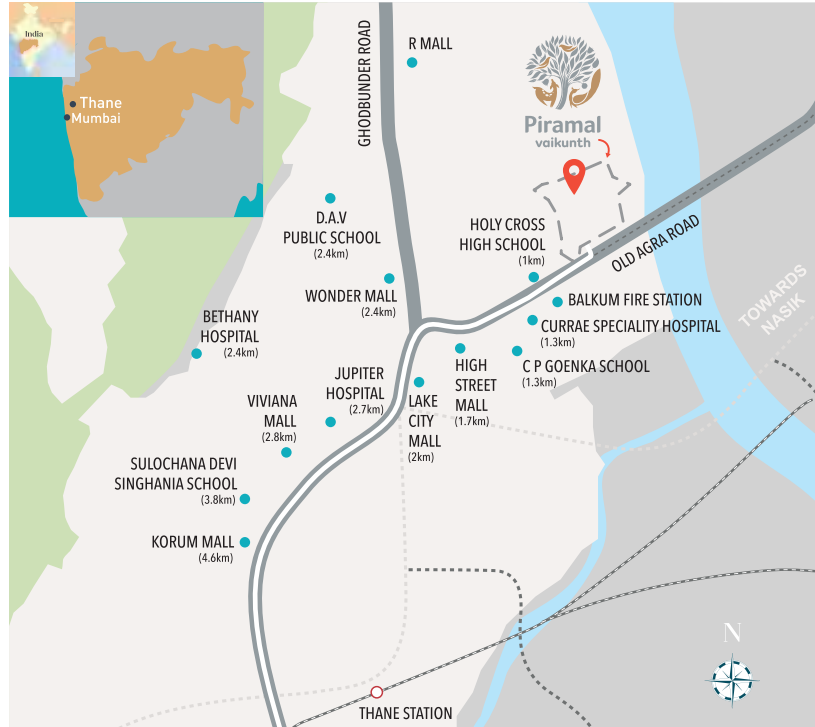 India
Thane
Mumbai
GHODBUNDER ROAD
R MALL
Piramal
vaikunth
D.A.V
PUBLIC SCHOOL
(2.4km)
HOLY CROSS
HIGH SCHOOL
(1km)
OLD AGRA ROAD
WONDER MALL
(2.4km)
BALKUM FIRE STATION
TOWARDS
NASIK
BETHANY
HOSPITAL
(2.4km)
CURRAE SPECIALITY HOSPITAL
(1.3km)
C P GOENKA SCHOOL
(1.3km)
HIGH
STREET
MALL
(1.7km)
JUPITER
HOSPITAL
(2.7km)
LAKE
CITY
MALL
(2km)
VIVIANA
MALL
(2.8km)
SULOCHANA DEVI
SINGHANIA SCHOOL
(3.8km)
KORUM MALL
(4.6km)
N
THANE STATION